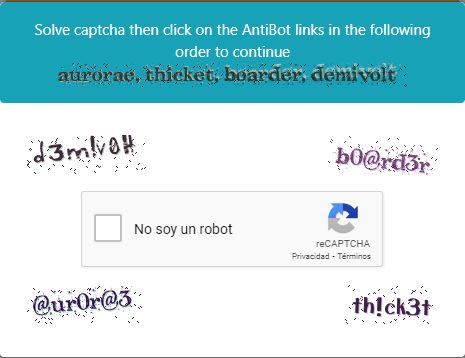 Solve captcha then click on the AntiBot links in the following
order to continue
aurorae, thicket, boarder, demivolt
d3m!v0lt
b0@rd3r
No soy un robot
reCAPTCHA
Privacidad - Términos
@ur0r@3
th!ck3t